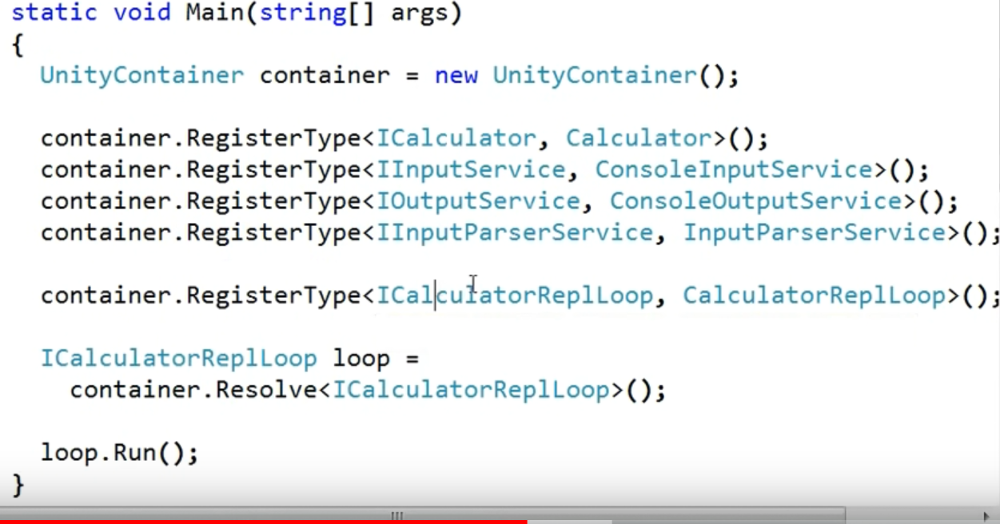 static void Main(string[] args)
{
UnityContainer container = new UnityContainer();
container.RegisterType<ICalculator, Calculator>();
container.RegisterType<IInputService, ConsoleInputService>();
container.RegisterType<IOutputService, ConsoleOutputService>();
container.RegisterType<IInputParserService, InputParserService>();
container.RegisterType<ICalculatorReplLoop, CalculatorReplLoop>();
ICalculatorReplLoop loop =
container.Resolve<ICalculatorReplLoop>();
loop.Run();
}